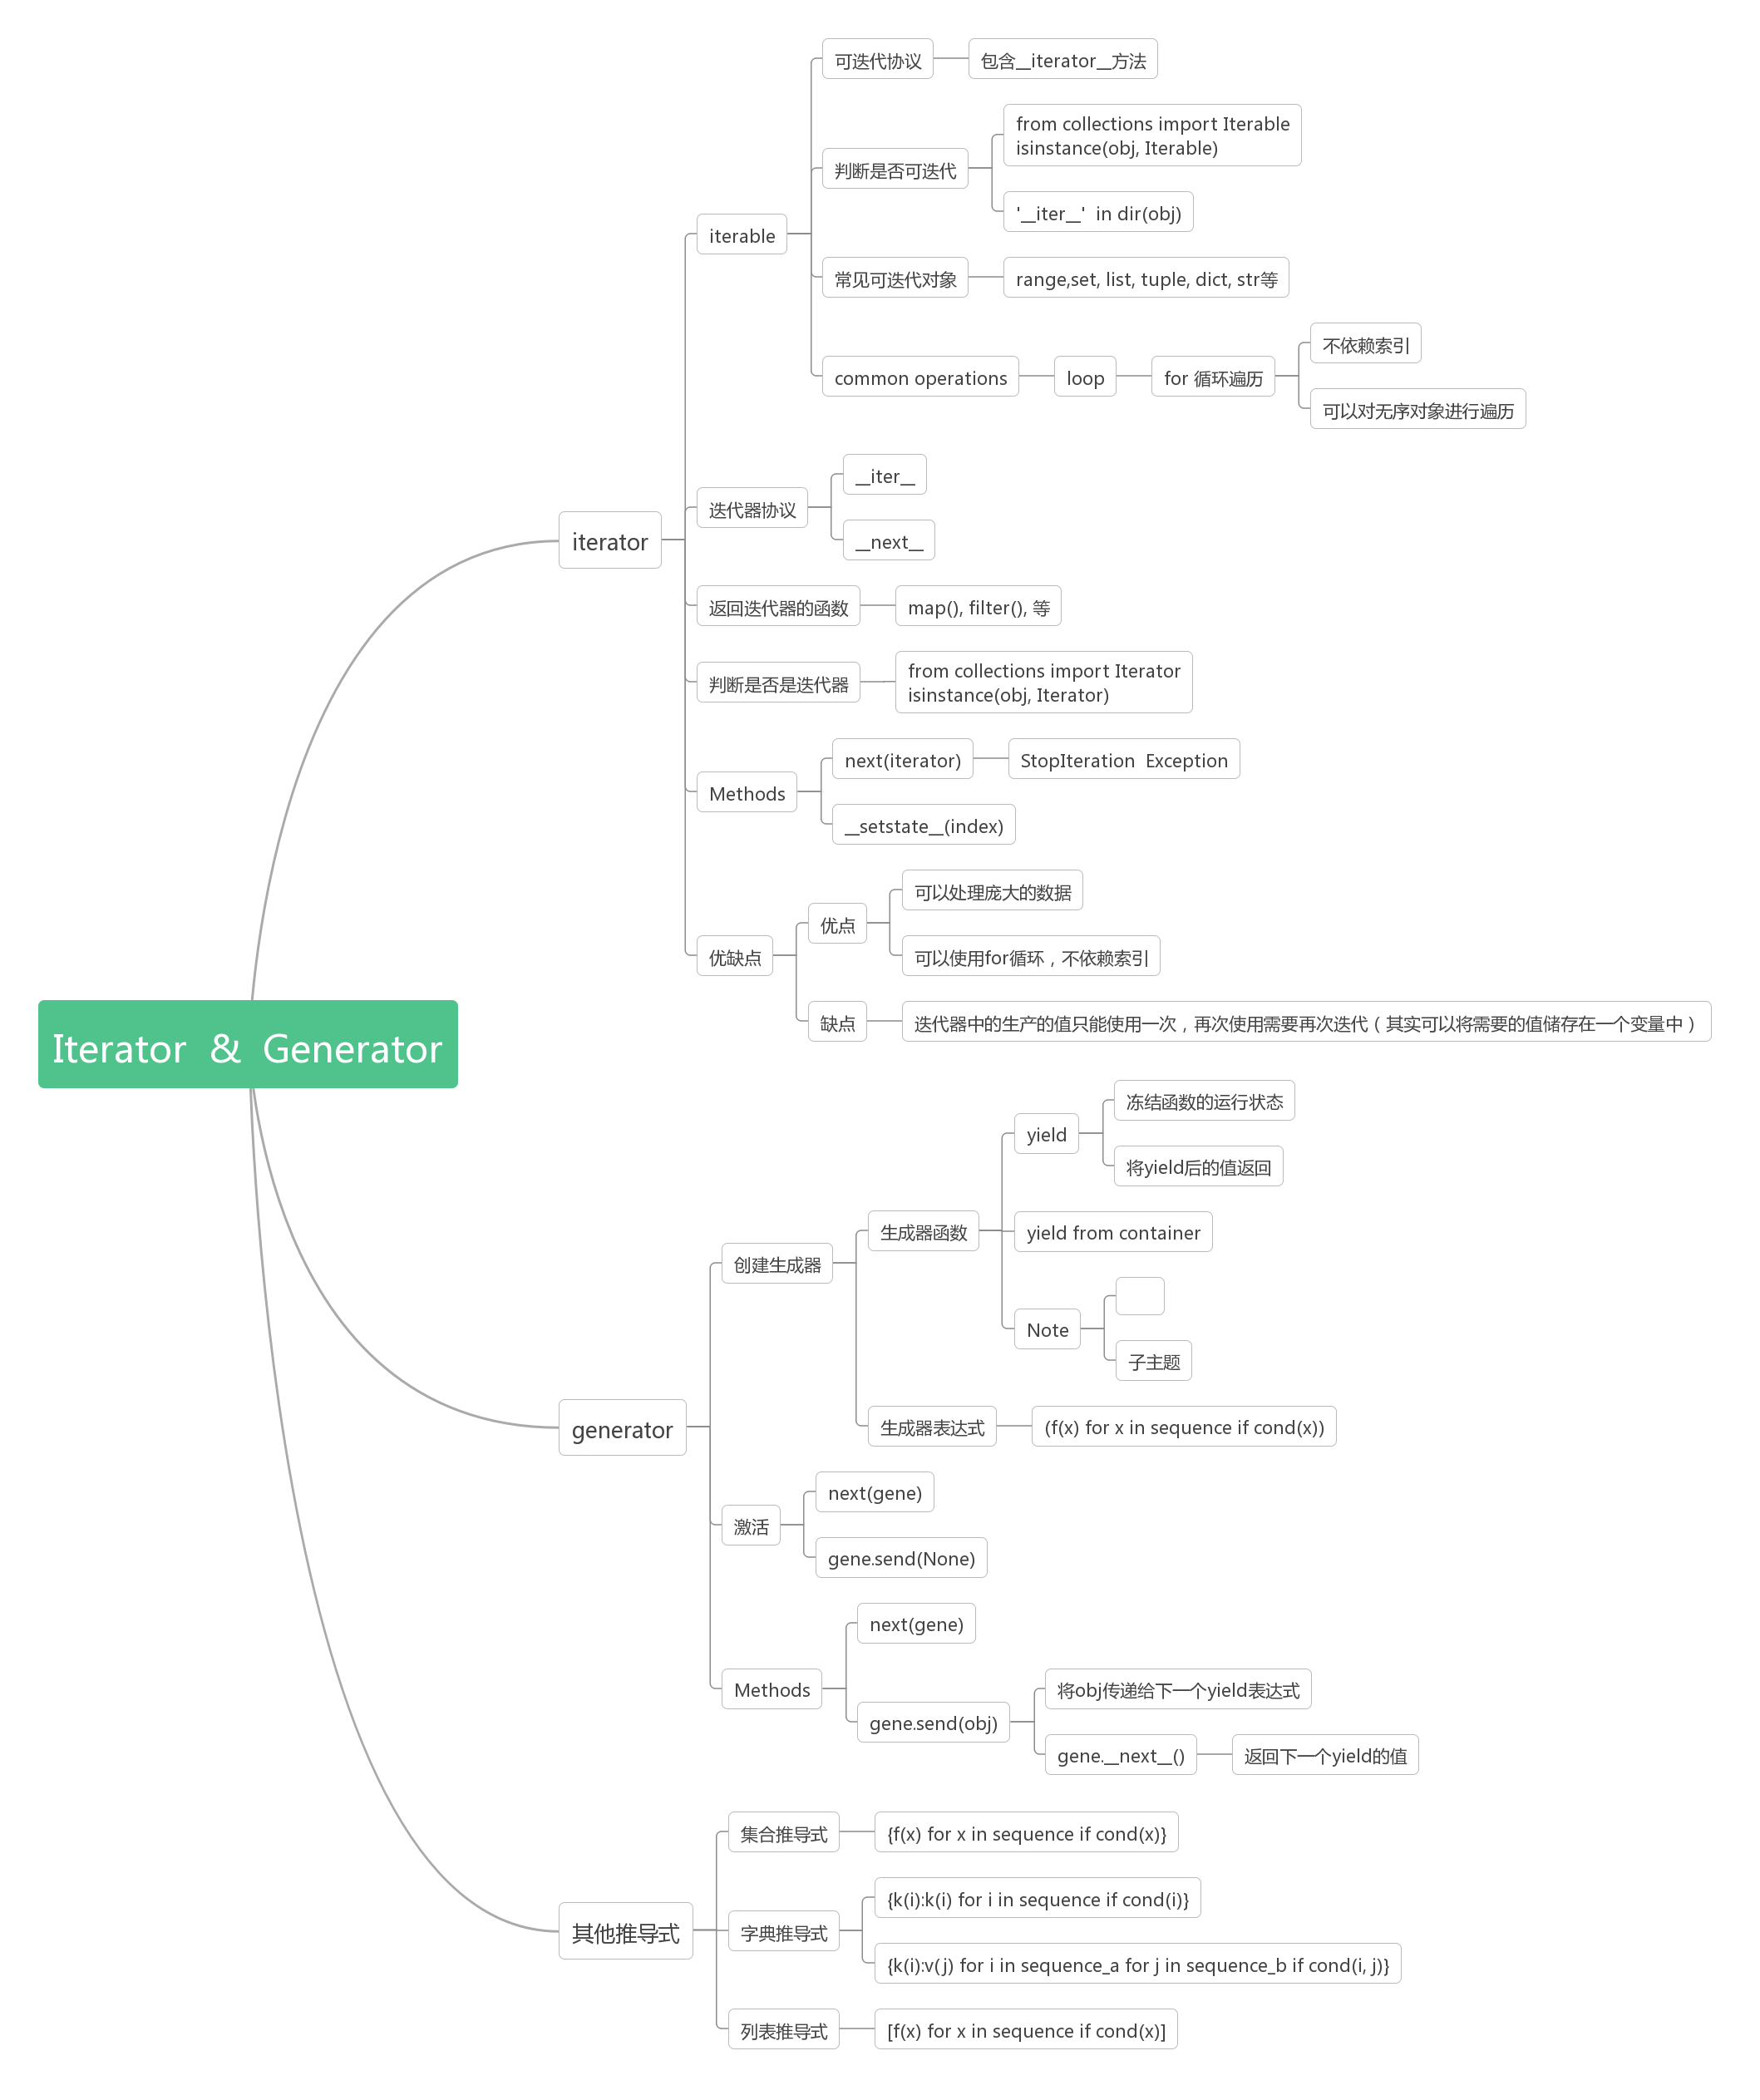 Iterator & Generator
iterator
iterable
可迭代协议
包含__iterator__方法
判断是否可迭代
from collections import Iterable
isinstance(obj, Iterable)
'__iter__' in dir(obj)
常见可迭代对象
range,set, list, tuple, dict, str等
common operations
loop
for 循环遍历
不依赖索引
可以对无序对象进行遍历
迭代器协议
__iter__
__next__
返回迭代器的函数
map(), filter(), 等
判断是否是迭代器
from collections import Iterator
isinstance(obj, Iterator)
Methods
next(iterator)
StopIteration Exception
__setstate__(index)
优缺点
优点
可以处理庞大的数据
可以使用for循环，不依赖索引
缺点
迭代器中的生产的值只能使用一次，再次使用需要再次迭代（其实可以将需要的值储存在一个变量中）
generator
创建生成器
生成器函数
yield
冻结函数的运行状态
将yield后的值返回
yield from container
Note
子主题
生成器表达式
(f(x) for x in sequence if cond(x))
激活
next(gene)
gene.send(None)
Methods
next(gene)
gene.send(obj)
将obj传递给下一个yield表达式
gene.__next__()
返回下一个yield的值
其他推导式
集合推导式
{f(x) for x in sequence if cond(x)}
字典推导式
{k(i):k(i) for i in sequence if cond(i)}
{k(i):v(j) for i in sequence_a for j in sequence_b if cond(i, j)}
列表推导式
[f(x) for x in sequence if cond(x)]